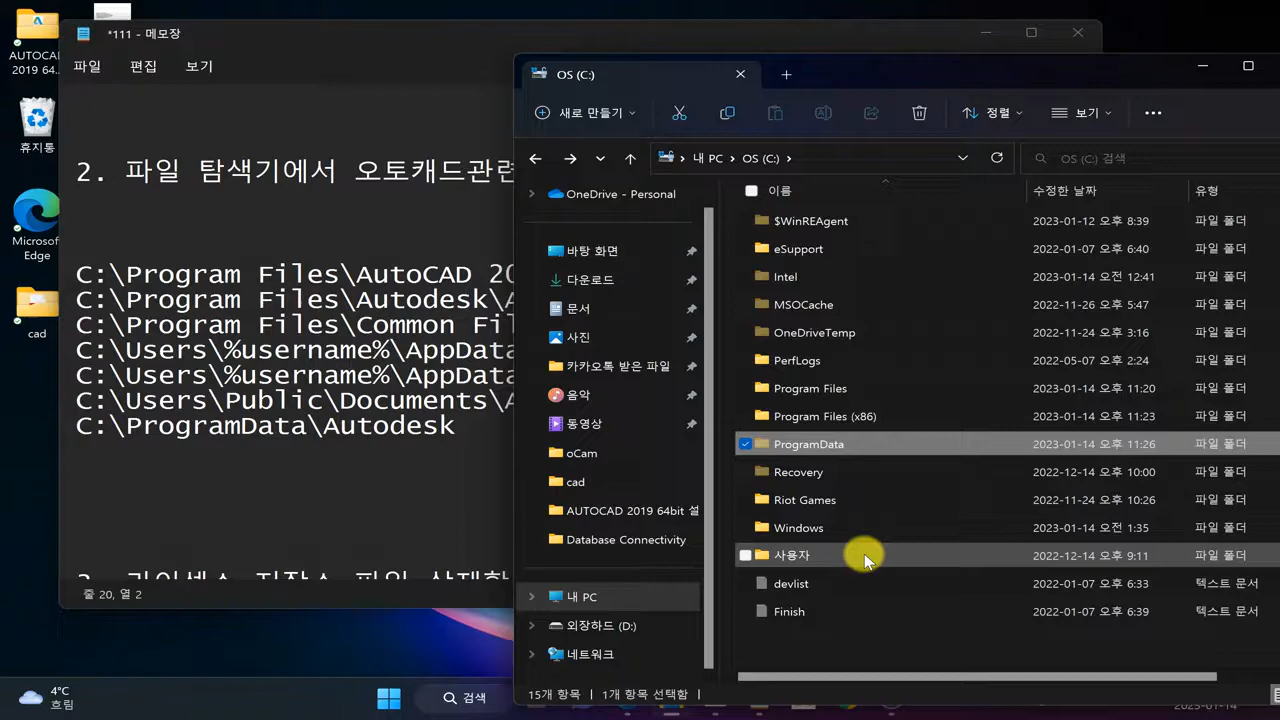 AUTOCA
2019 64...
휴지통
Microsof
Edge
cad
*111 - 메모장
파일 편집 보기
2. 파일 탐색기에서 오토캐드관련
C:\Program Files\AutoCAD 20
C:\Program Files\Autodesk\A
C:\Program Files\Common Fil
C:\Users\%username%\AppData
C:\Users\%username%\AppData
C:\Users\Public\Documents\A
C:\ProgramData\Autodesk
줄 20, 열 2
OS (C:)
새로 만들기 정렬 보기
내 PC OS (C:) OS (C:) 검색
OneDrive - Personal
바탕 화면
다운로드
문서
사진
카카오톡 받은 파일
음악
동영상
oCam
cad
AUTOCAD 2019 64bit 설
Database Connectivity
내 PC
외장하드 (D:)
네트워크
이름 수정한 날짜 유형
$WinREAgent 2023-01-12 오후 8:39 파일 폴더
eSupport 2022-01-07 오후 6:40 파일 폴더
Intel 2023-01-14 오전 12:41 파일 폴더
MSOCache 2022-11-26 오후 5:47 파일 폴더
OneDriveTemp 2022-11-24 오후 3:16 파일 폴더
PerfLogs 2022-05-07 오후 2:24 파일 폴더
Program Files 2023-01-14 오후 11:20 파일 폴더
Program Files (x86) 2023-01-14 오후 11:23 파일 폴더
ProgramData 2023-01-14 오후 11:26 파일 폴더
Recovery 2022-12-14 오후 10:00 파일 폴더
Riot Games 2022-11-24 오후 10:26 파일 폴더
Windows 2023-01-14 오전 1:35 파일 폴더
사용자 2022-12-14 오후 9:11 파일 폴더
devlist 2022-01-07 오후 6:33 텍스트 문서
Finish 2022-01-07 오후 6:39 텍스트 문서
15개 항목 1개 항목 선택함
4°C
흐림
검색
2023-01-14